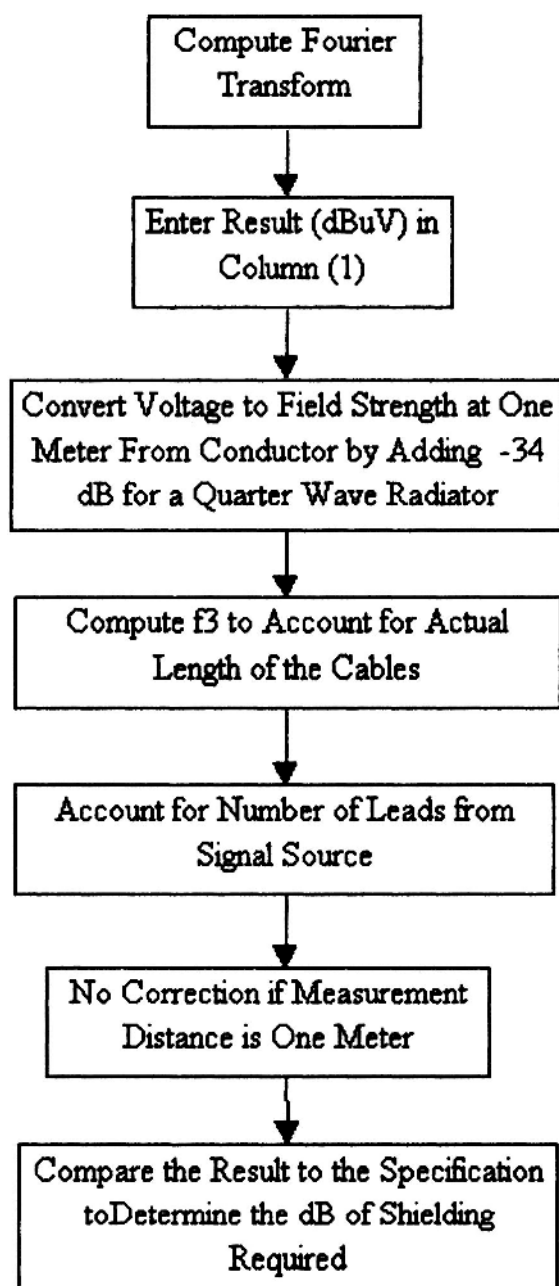 Compute Fourier
Transform
Enter Result (dBuV) in
Column (1)
Convert Voltage to Field Strength at One
Meter From Conductor by Adding -34
dB for a Quarter Wave Radiator
Compute f3 to Account for Actual
Length of the Cables
Account for Number of Leads from
Signal Source
No Correction if Measurement
Distance is One Meter
Compare the Result to the Specification
toDetermine the dB of Shielding
Required